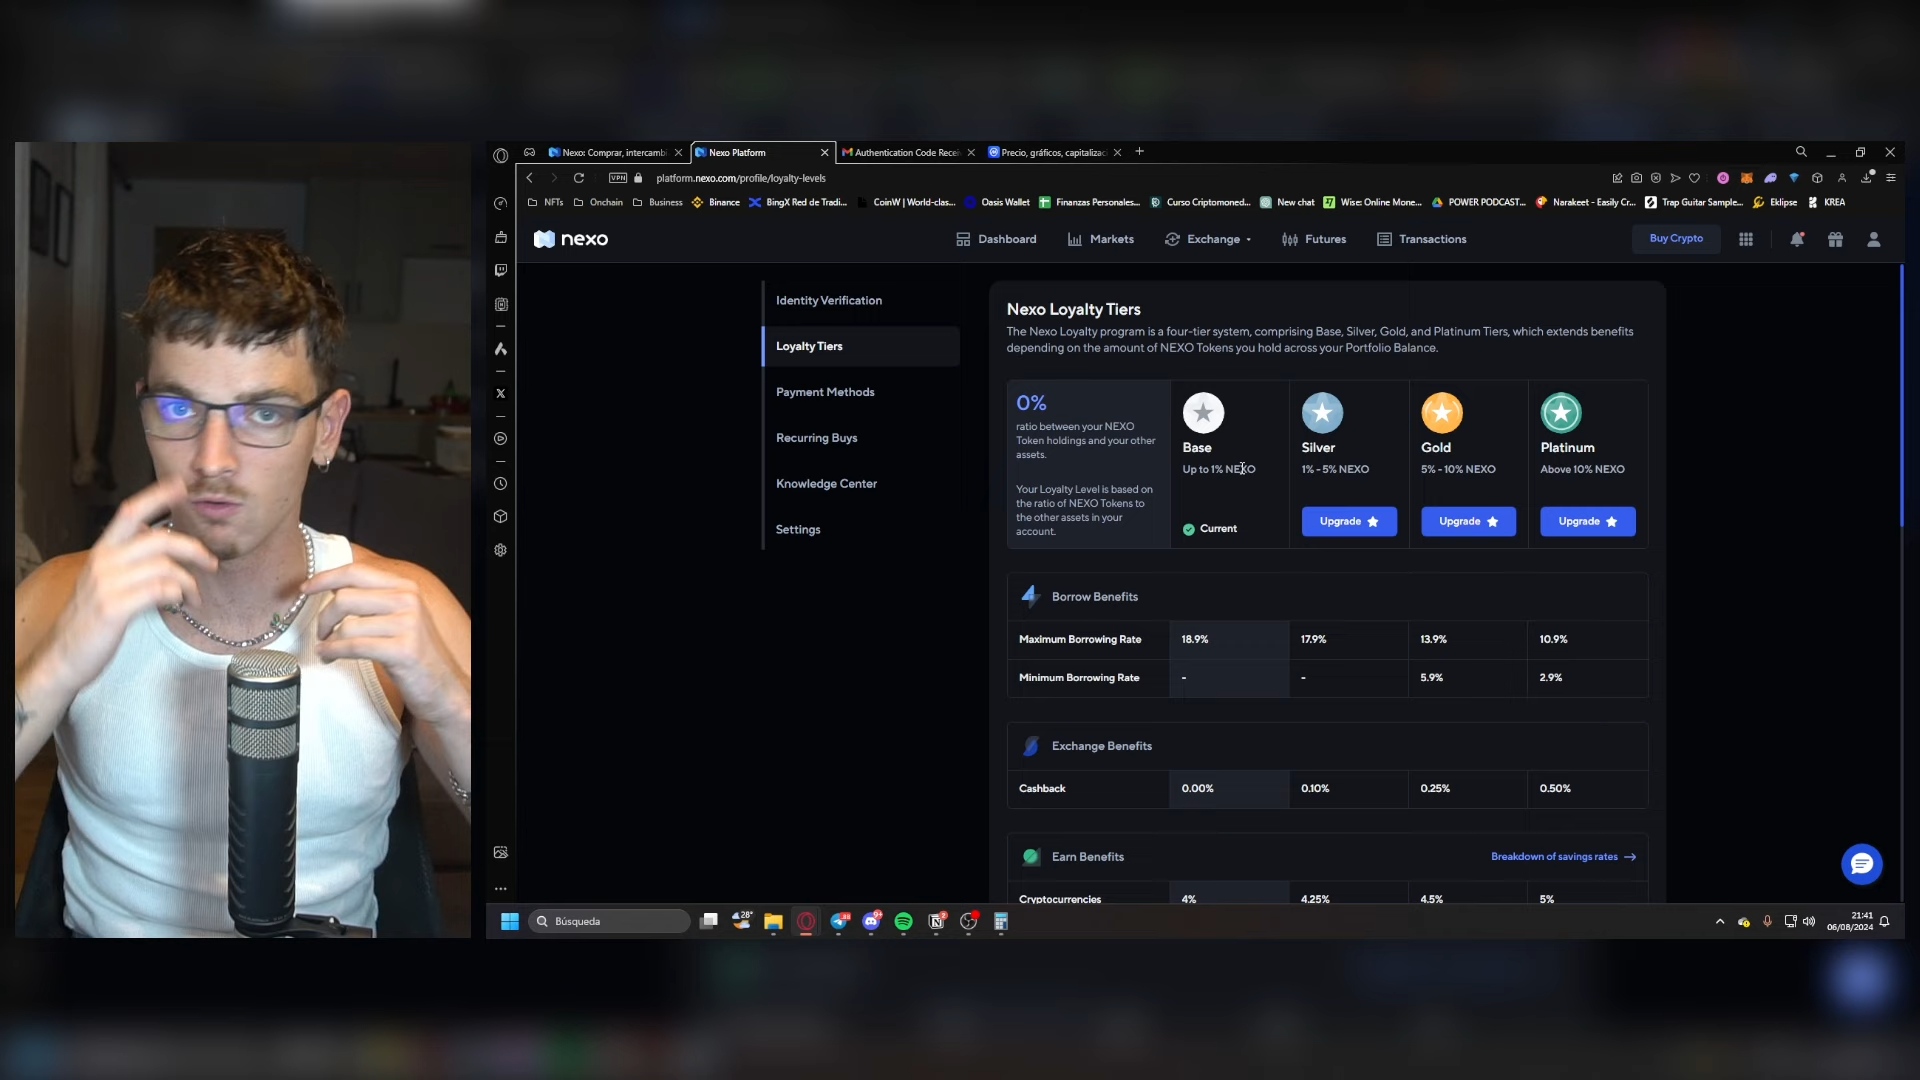 Nexo: Comprar, intercambi
Nexo Platform
Authentication Code Recei
Precio, gráficos, capitalizac
VPN
platform.nexo.com/profile/loyalty-levels
NFTs
Onchain
Business
Binance
BingX Red de Tradi...
CoinW | World-clas...
Oasis Wallet
Finanzas Personales...
Curso Criptomoned...
New chat
Wise: Online Mone...
POWER PODCAST...
Narakeet - Easily Cr...
Trap Guitar Sample...
Eklipse
KREA
nexo
Dashboard
Markets
Exchange
Futures
Transactions
Buy Crypto
Identity Verification
Loyalty Tiers
Payment Methods
Recurring Buys
Knowledge Center
Settings
Nexo Loyalty Tiers
The Nexo Loyalty program is a four-tier system, comprising Base, Silver, Gold, and Platinum Tiers, which extends benefits
depending on the amount of NEXO Tokens you hold across your Portfolio Balance.
0%
ratio between your NEXO
Token holdings and your other
assets.
Your Loyalty Level is based on
the ratio of NEXO Tokens to
the other assets in your
account.
Base
Up to 1% NEXO
Current
Silver
1% - 5% NEXO
Upgrade
Gold
5% - 10% NEXO
Upgrade
Platinum
Above 10% NEXO
Upgrade
Borrow Benefits
Maximum Borrowing Rate 18.9% 17.9% 13.9% 10.9%
Minimum Borrowing Rate - - 5.9% 2.9%
Exchange Benefits
Cashback 0.00% 0.10% 0.25% 0.50%
Earn Benefits
Breakdown of savings rates
Cryptocurrencies 4% 4.25% 4.5% 5%
Búsqueda
28°
21:41
06/08/2024